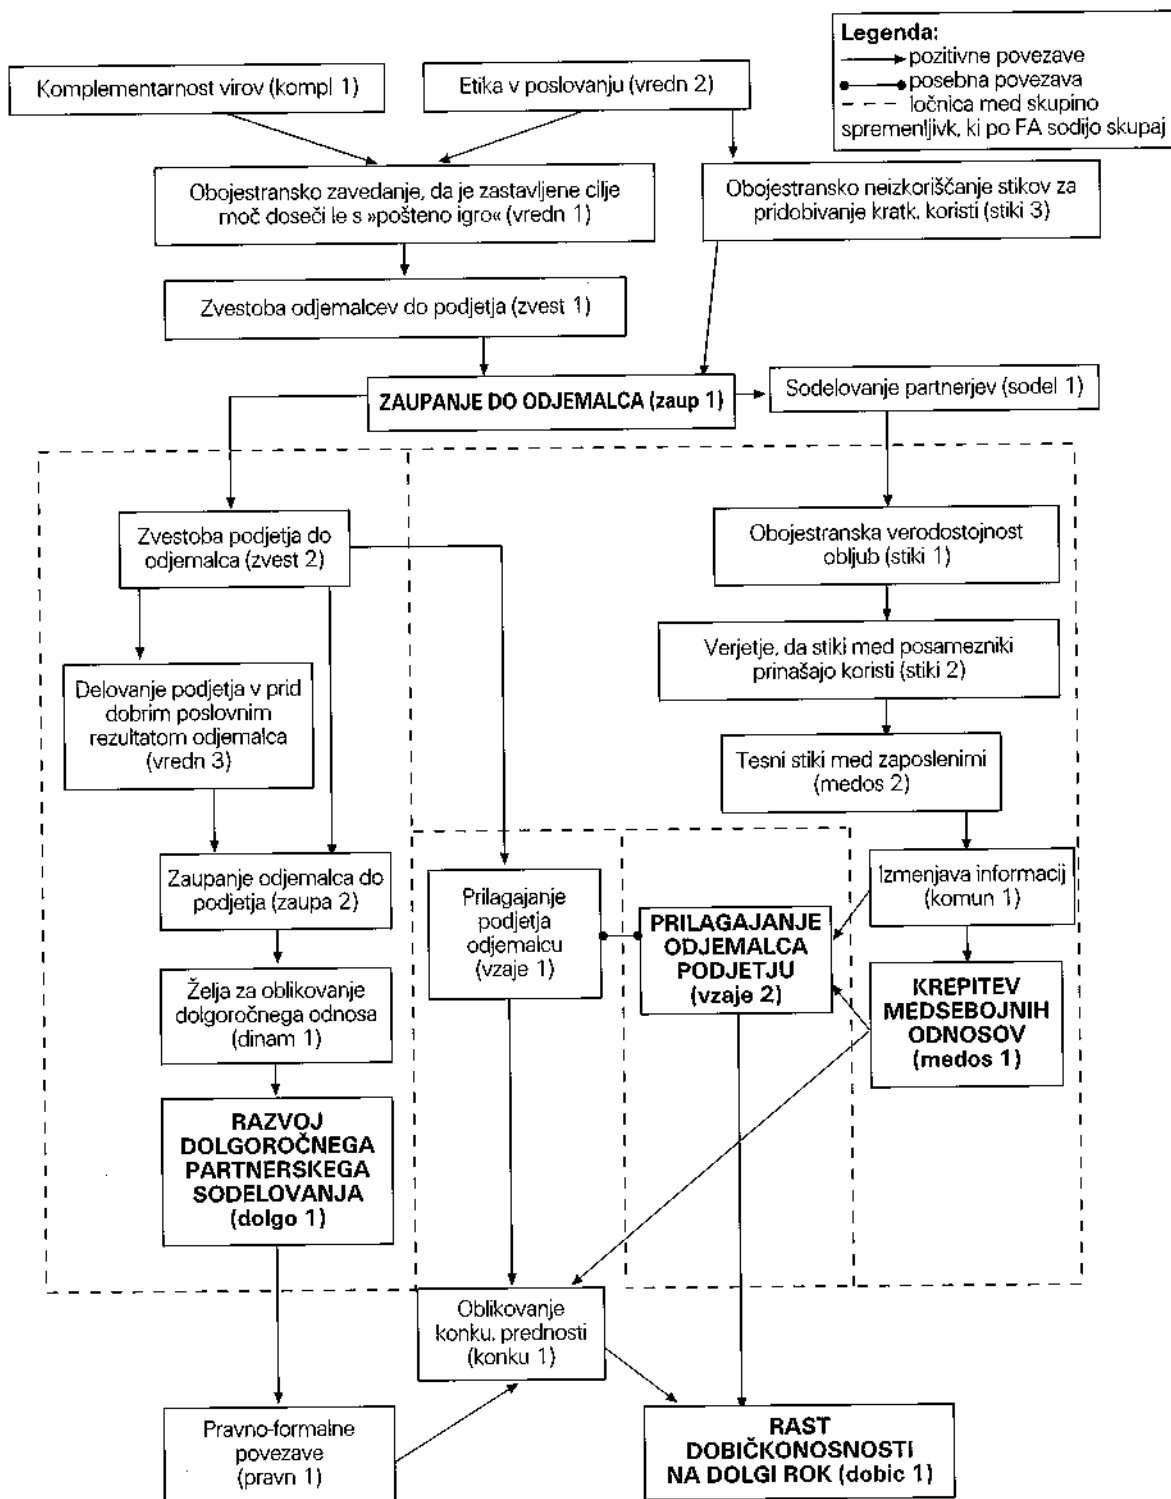 Legenda:
pozitivne povezave
posebna povezava
ločnica med skupino
spremenljivk, ki po FA sodijo skupaj
Komplementarnost virov (kompl 1)
Etika v poslovanju (vredn 2)
Obojestransko zavedanje, da je zastavljene cilje
moč doseči le s »pošteno igro« (vredn 1)
Obojestransko neizkoriščanje stikov za
pridobivanje kratk. koristi (stiki 3)
Zvestoba odjemalcev do podjetja (zvest 1)
ZAUPANJE DO ODJEMALCA (zaup 1)
Sodelovanje partnerjev (sodel 1)
Zvestoba podjetja do
odjemalca (zvest 2)
Obojestranska verodostojnost
obljub (stiki 1)
Verjetje, da stiki med posamezniki
prinašajo koristi (stiki 2)
Delovanje podjetja v prid
dobrim poslovnim
rezultatom odjemalca
(vredn 3)
Tesni stiki med zaposlenimi
(medos 2)
Zaupanje odjemalca do
podjetja (zaupa 2)
Prilagajanje
podjetja
odjemalcu
(vzaje 1)
PRILAGAJANJE
ODJEMALCA
PODJETJU
(vzaje 2)
Izmenjava informacij
(komun 1)
Želja za oblikovanje
dolgoročnega odnosa
(dinam 1)
KREPITEV
MEDSEBOJNIH
ODNOSOV
(medos 1)
RAZVOJ
DOLGOROČNEGA
PARTNERSKEGA
SODELOVANJA
(dolgo 1)
Oblikovanje
konku. prednosti
(konku 1)
Pravno-formalne
povezave
(pravn 1)
RAST
DOBIČKONOSNOSTI
NA DOLGI ROK (dobic 1)